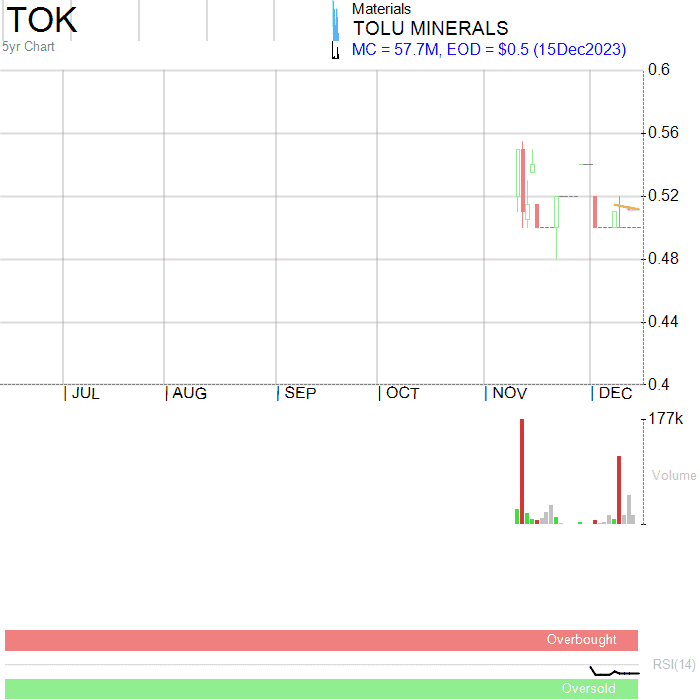 TOK
5yr Chart
Materials
TOLU MINERALS
MC = 57.7M, EOD = $0.5 (15Dec2023)
0.6
0.56
0.52
0.48
0.44
0.4
| JUL | AUG | SEP | OCT | NOV | DEC
177k
Volume
Overbought
RSI(14)
Oversold